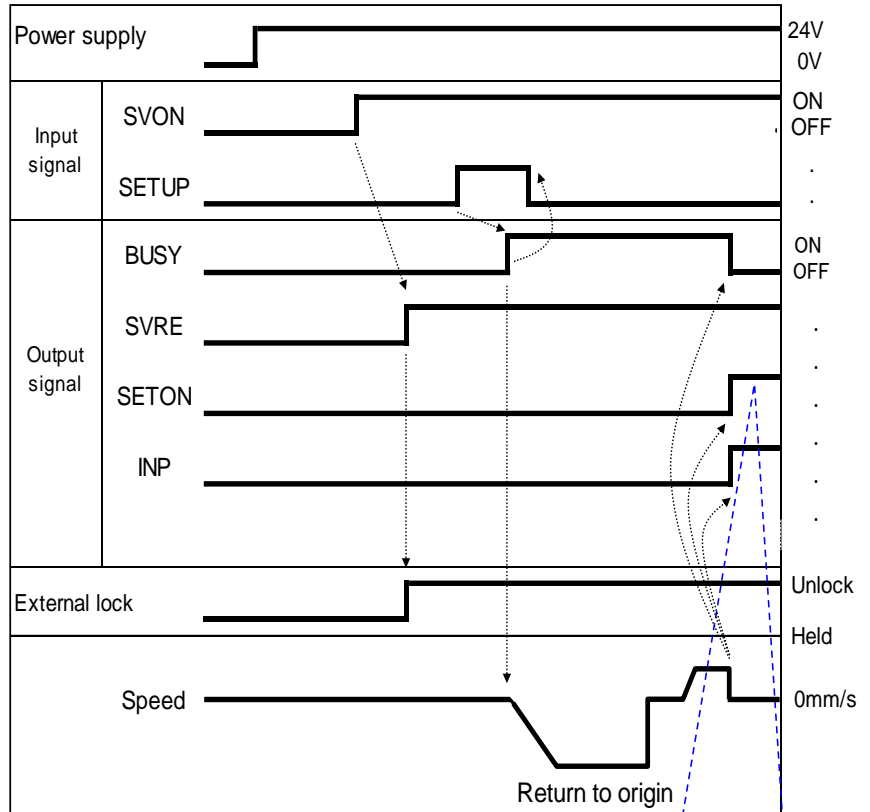 Power supply
24V
0V
Input
signal
SVON
ON
OFF
SETUP
Output
signal
BUSY
ON
OFF
SVRE
SETON
INP
External lock
Unlock
Held
Speed
0mm/s
Return to origin